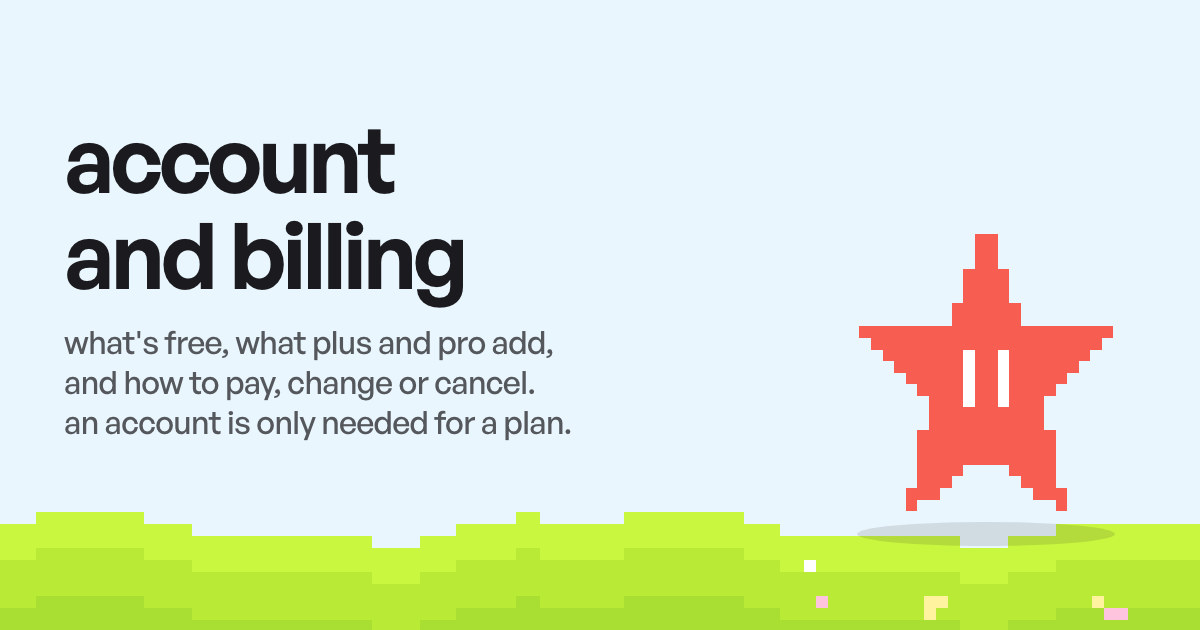 account
and billing
what's free, what plus and pro add,
and how to pay, change or cancel.
an account is only needed for a plan.